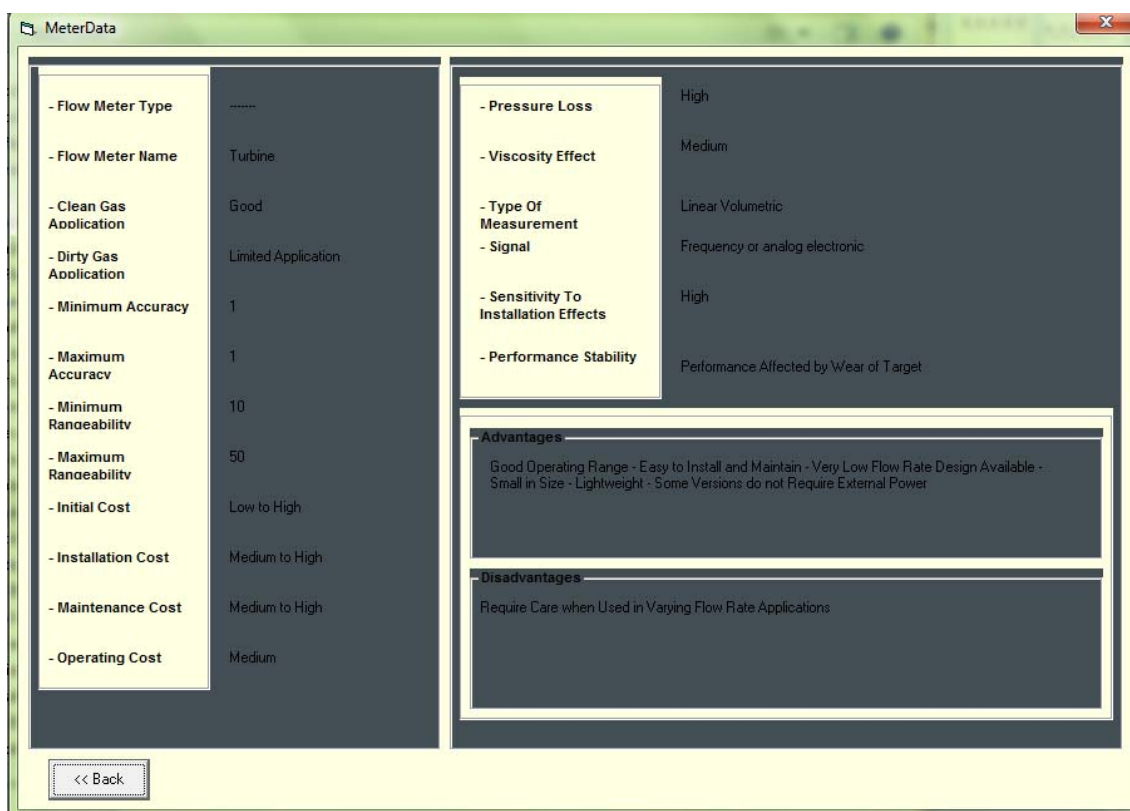 MeterData
- Flow Meter Type -------
- Flow Meter Name Turbine
- Clean Gas Good
Application
- Dirty Gas Limited Application
Application
- Minimum Accuracy 1
- Maximum 1
Accuracy
- Minimum 10
Rangeability
- Maximum 50
Rangeability
- Initial Cost Low to High
- Installation Cost Medium to High
- Maintenance Cost Medium to High
- Operating Cost Medium
- Pressure Loss High
- Viscosity Effect Medium
- Type Of Linear Volumetric
Measurement
- Signal Frequency or analog electronic
- Sensitivity To High
Installation Effects
- Performance Stability Performance Affected by Wear of Target
Advantages
Good Operating Range - Easy to Install and Maintain - Very Low Flow Rate Design Available -
Small in Size - Lightweight - Some Versions do not Require External Power
Disadvantages
Require Care when Used in Varying Flow Rate Applications
<< Back